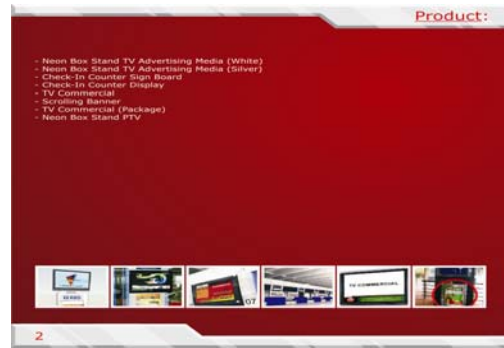 Product:
- Neon Box Stand TV Advertising Media (White)
- Neon Box Stand TV Advertising Media (Silver)
- Check-In Counter Sign Board
- Check-In Counter Display
- TV Commercial
- Scrolling Banner
- TV Commercial (Package)
- Neon Box Stand PTV
07
TV COMMERCIAL
2